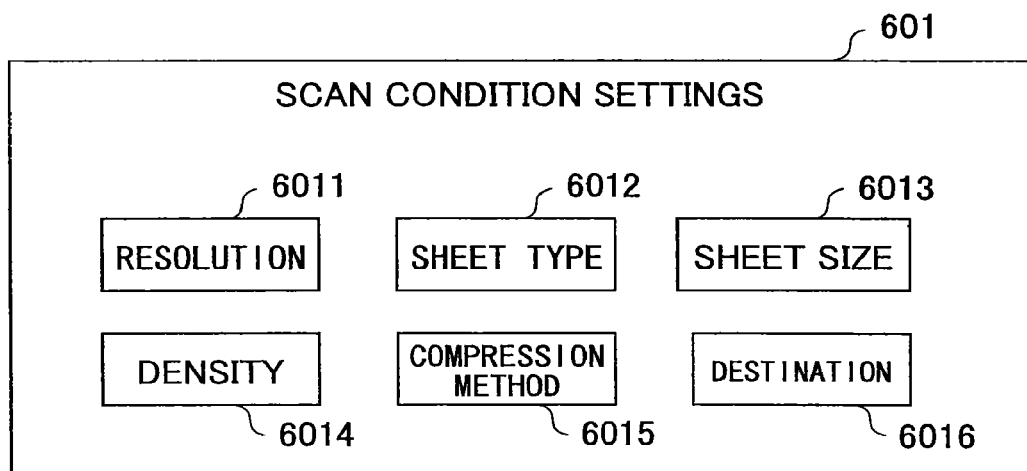 601
SCAN CONDITION SETTINGS
6011 6012 6013
RESOLUTION SHEET TYPE SHEET SIZE
DENSITY COMPRESSION METHOD DESTINATION
6014 6015 6016